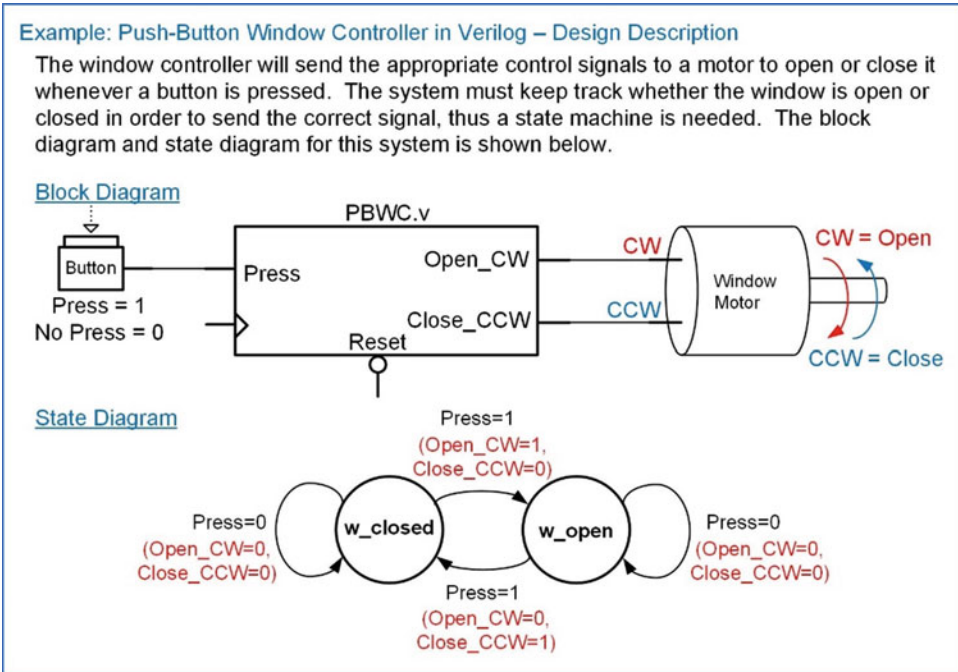 Example: Push-Button Window Controller in Verilog – Design Description
The window controller will send the appropriate control signals to a motor to open or close it
whenever a button is pressed. The system must keep track whether the window is open or
closed in order to send the correct signal, thus a state machine is needed. The block
diagram and state diagram for this system is shown below.
Block Diagram
PBWC.v
Button
Press = 1
No Press = 0
Press
Open_CW
Close_CCW
Reset
CW
CCW
Window
Motor
CW = Open
CCW = Close
State Diagram
Press=1
(Open_CW=1,
Close_CCW=0)
Press=0
(Open_CW=0,
Close_CCW=0)
w_closed
w_open
Press=0
(Open_CW=0,
Close_CCW=0)
Press=1
(Open_CW=0,
Close_CCW=1)